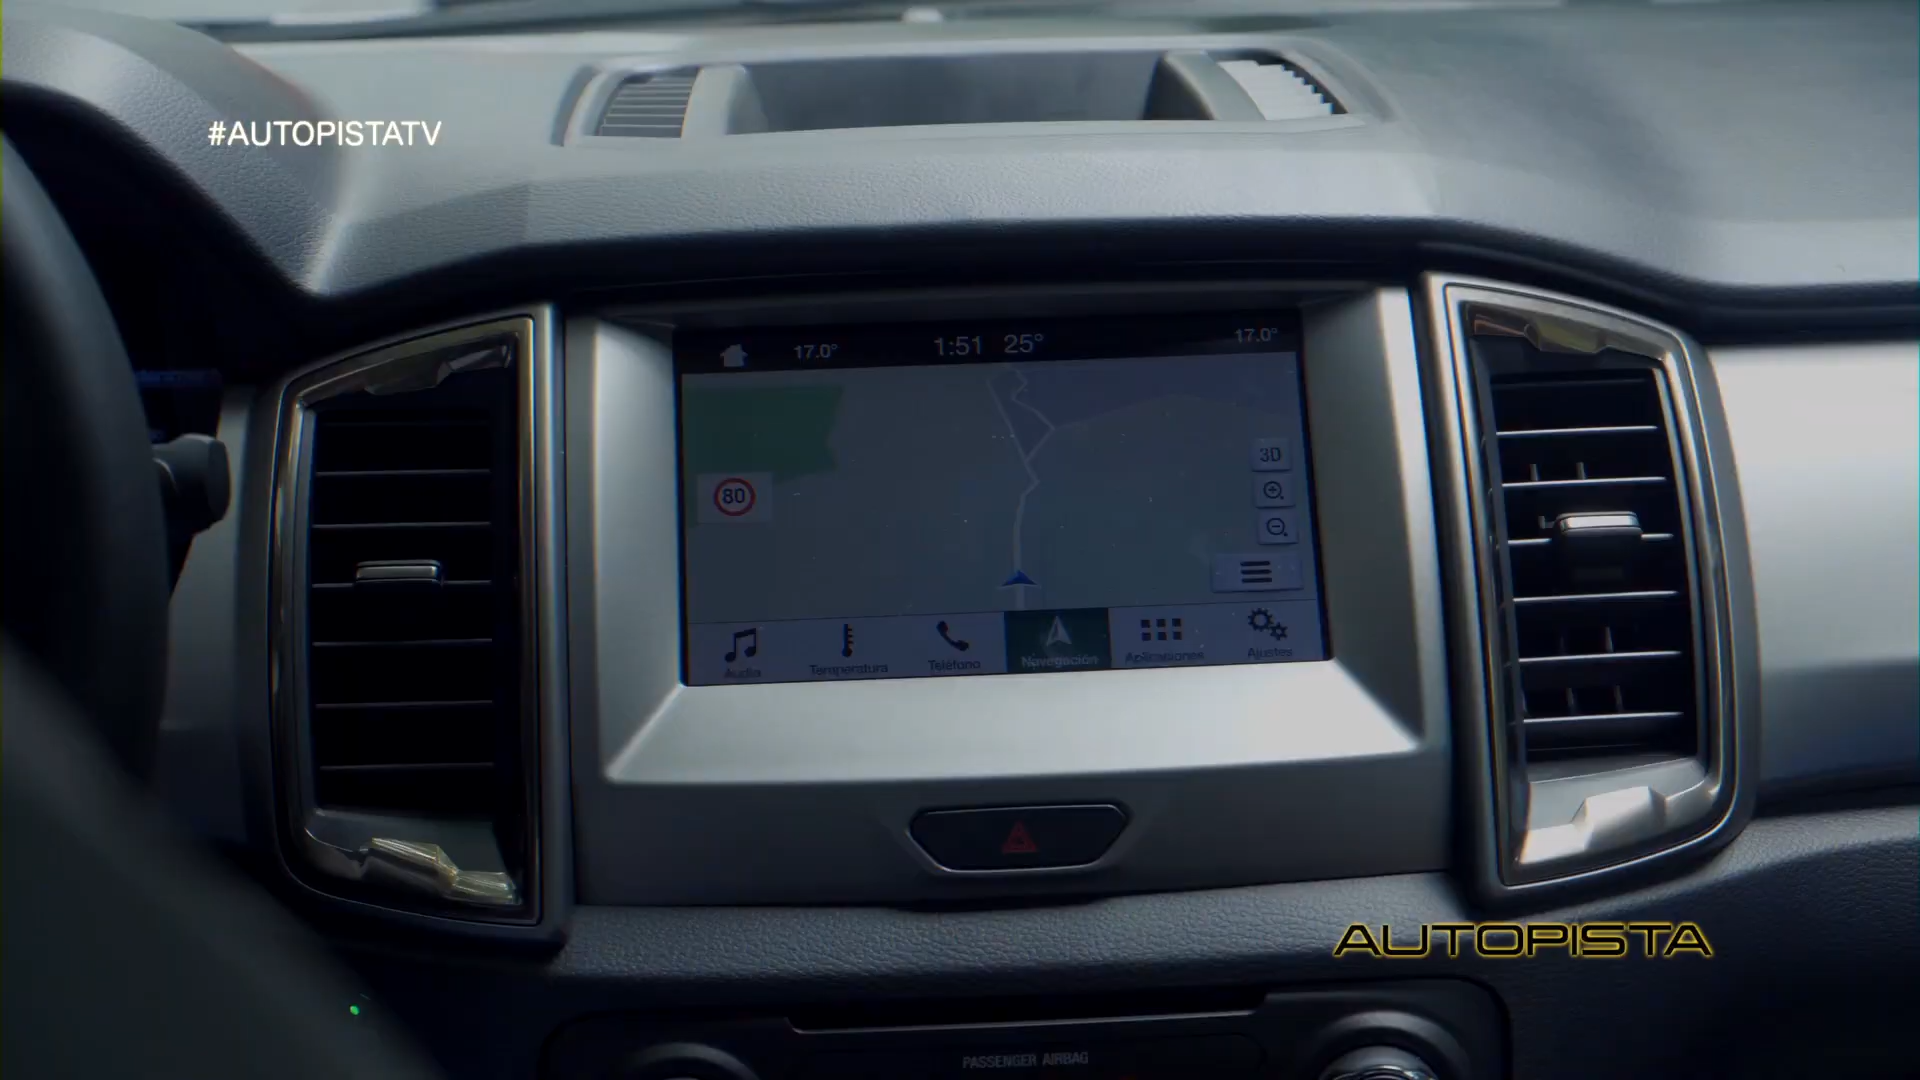 #AUTOPISTATV
17.0° 1:51 25° 17.0°
3D
80
Audio Temperatura Teléfono Navegación Aplicaciones Ajustes
AUTOPISTA
PASSENGER AIRBAG